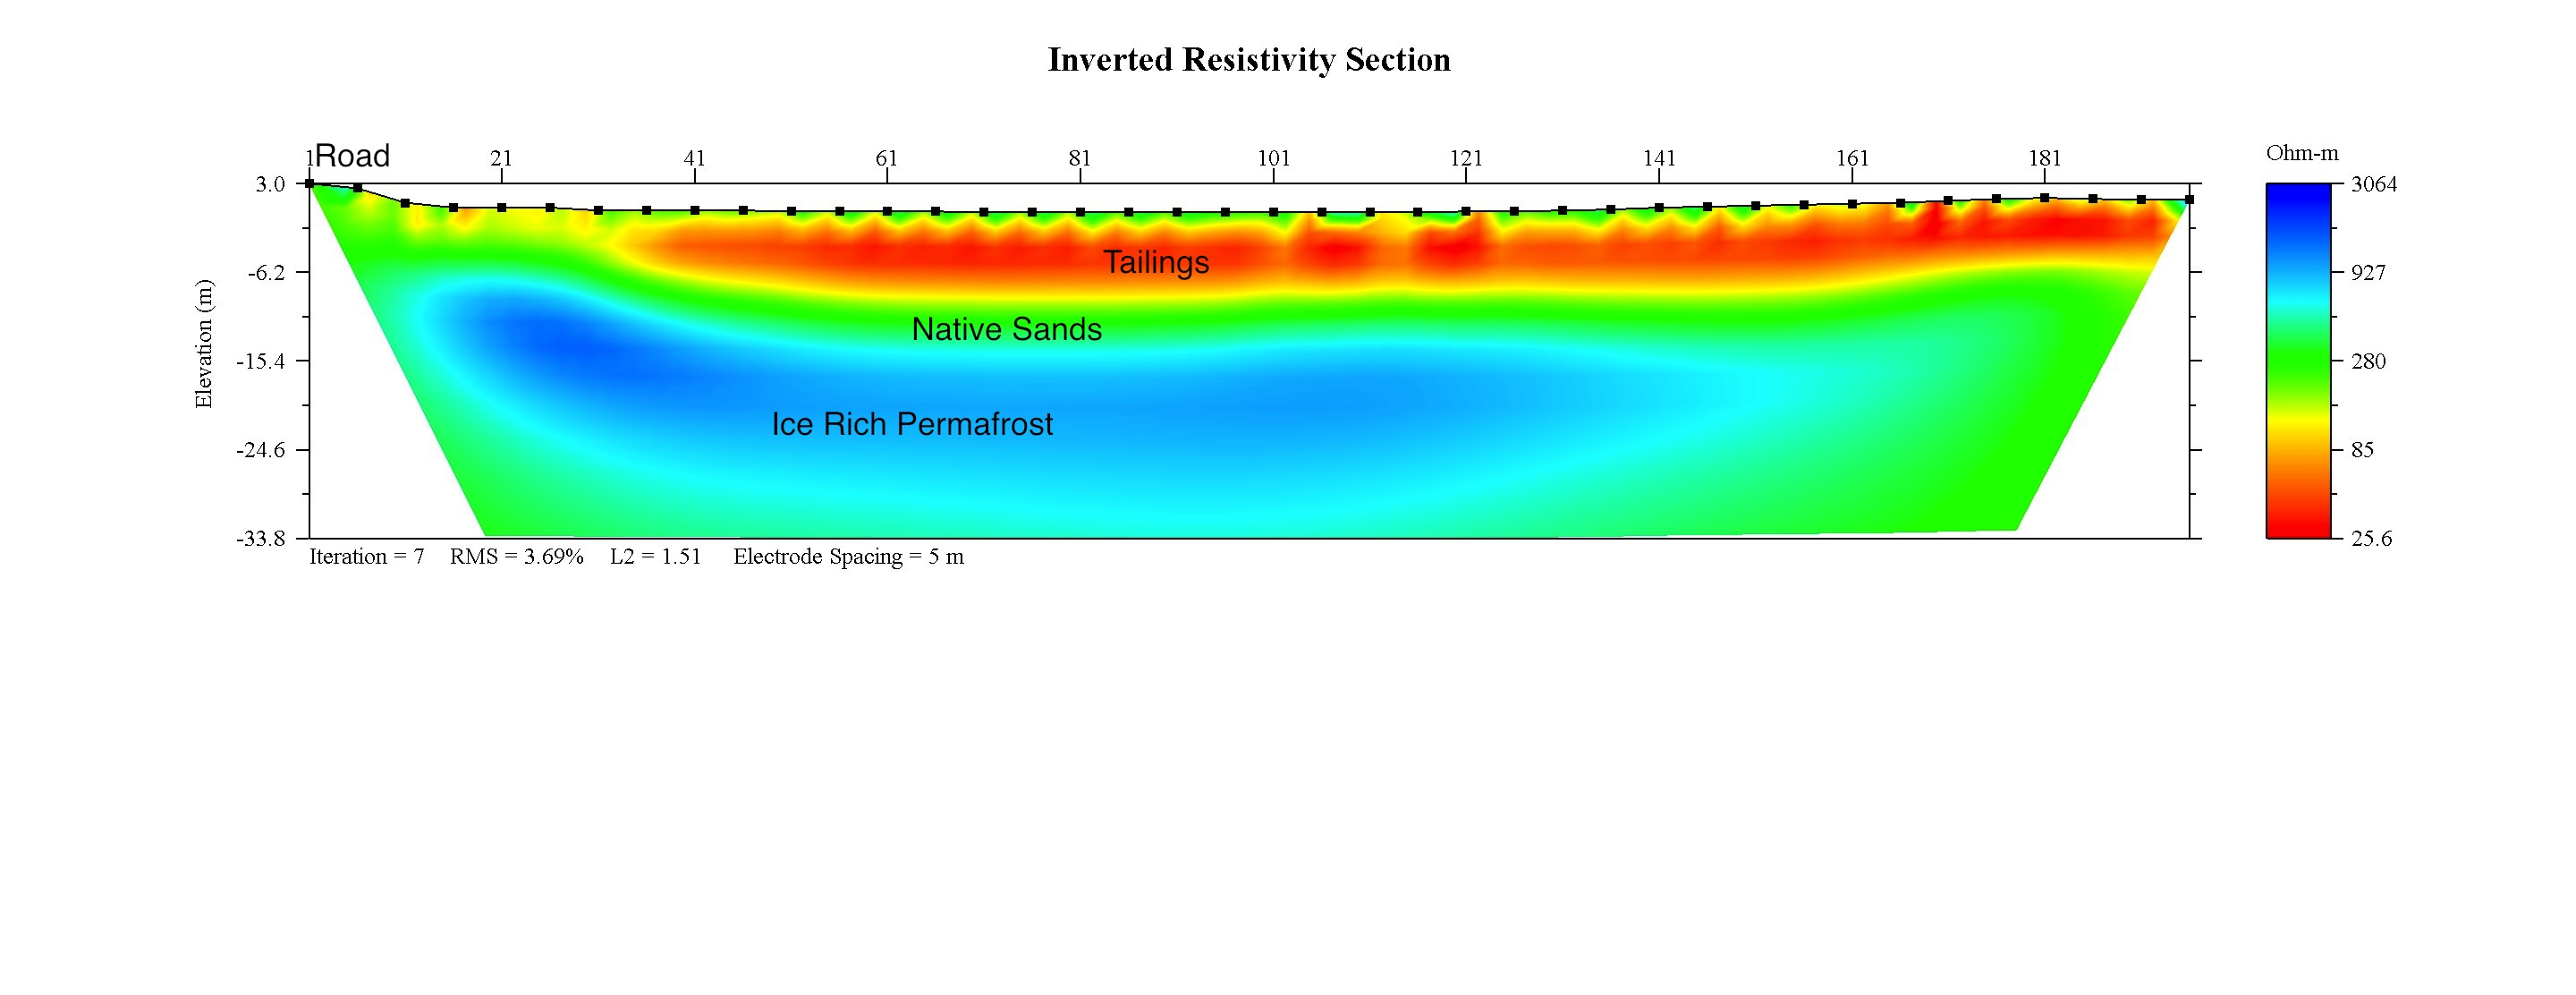 Inverted Resistivity Section
1Road 21 41 61 81 101 121 141 161 181
Ohm-m
3.0
-6.2
-15.4
-24.6
-33.8
Elevation (m)
Tailings
Native Sands
Ice Rich Permafrost
3064
927
280
85
25.6
Iteration = 7 RMS = 3.69% L2 = 1.51 Electrode Spacing = 5 m